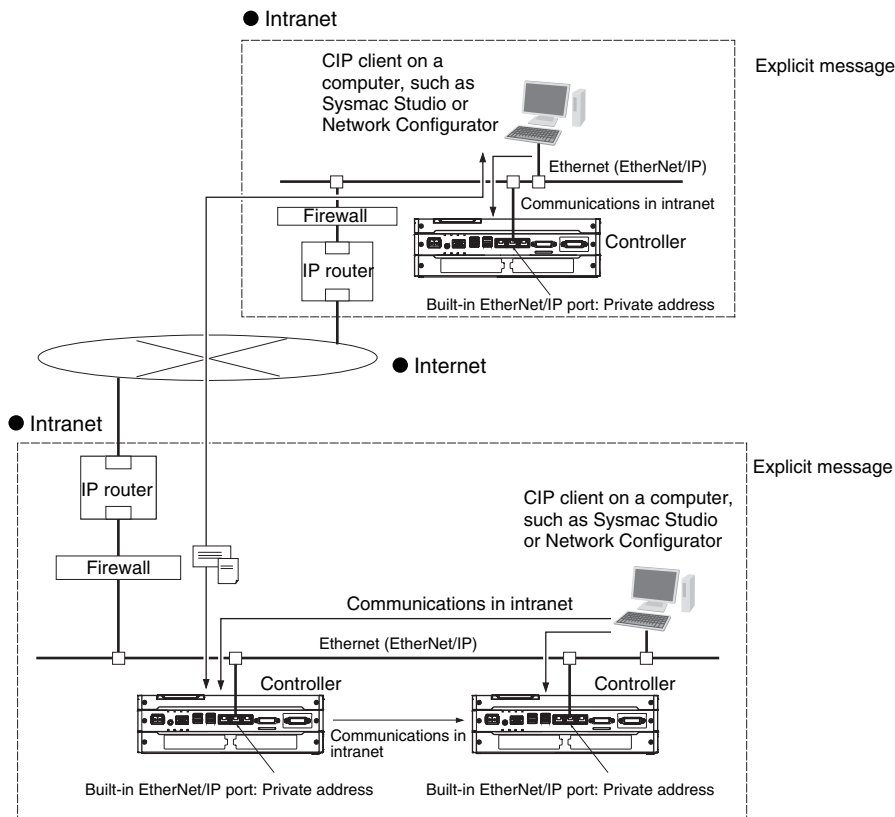 ● Intranet
CIP client on a
computer, such as
Sysmac Studio or
Network Configurator
Explicit message
Ethernet (EtherNet/IP)
Communications in intranet
Firewall
Controller
IP router
Built-in EtherNet/IP port: Private address
● Internet
● Intranet
Explicit message
IP router
CIP client on a computer,
such as Sysmac Studio
or Network Configurator
Firewall
Communications in intranet
Ethernet (EtherNet/IP)
Controller
Controller
Communications in
intranet
Built-in EtherNet/IP port: Private address
Built-in EtherNet/IP port: Private address